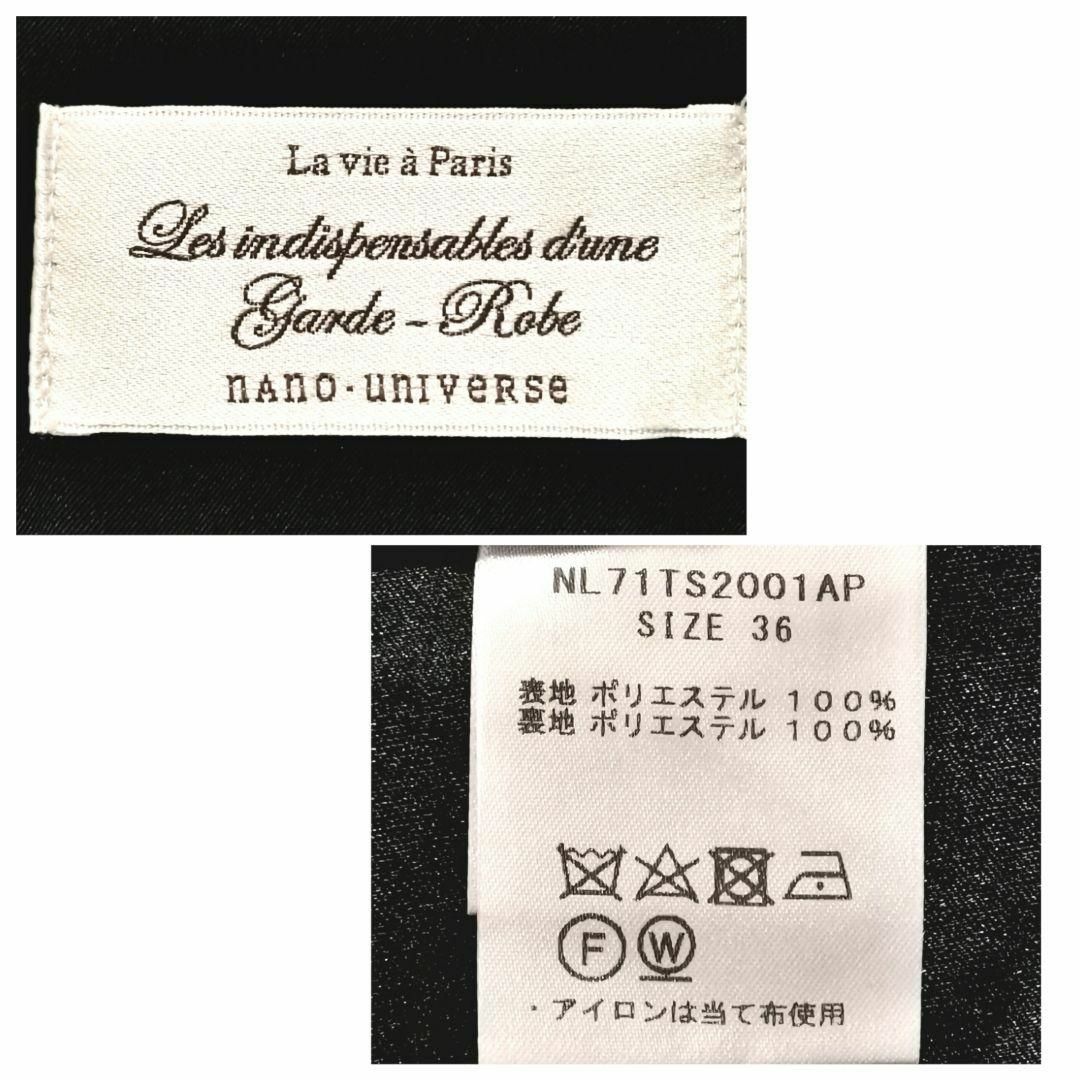 La vie à Paris
Les indispensables d'une
Garde - Robe
nAno·unIveRse
NL71TS2001AP
SIZE 36
表地 ポリエステル 100%
裏地 ポリエステル 100%
F W
・アイロンは当て布使用